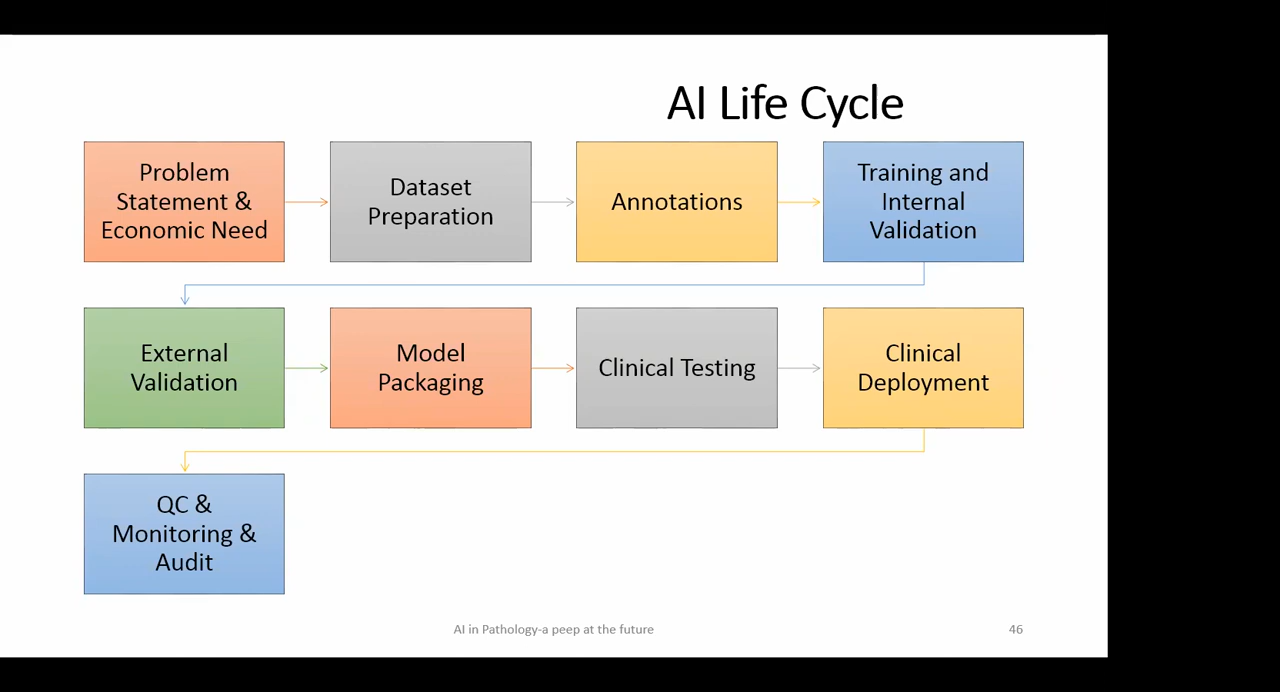 AI Life Cycle
Problem
Statement &
Economic Need
Dataset
Preparation
Annotations
Training and
Internal
Validation
External
Validation
Model
Packaging
Clinical Testing
Clinical
Deployment
QC &
Monitoring &
Audit
AI in Pathology-a peep at the future
46